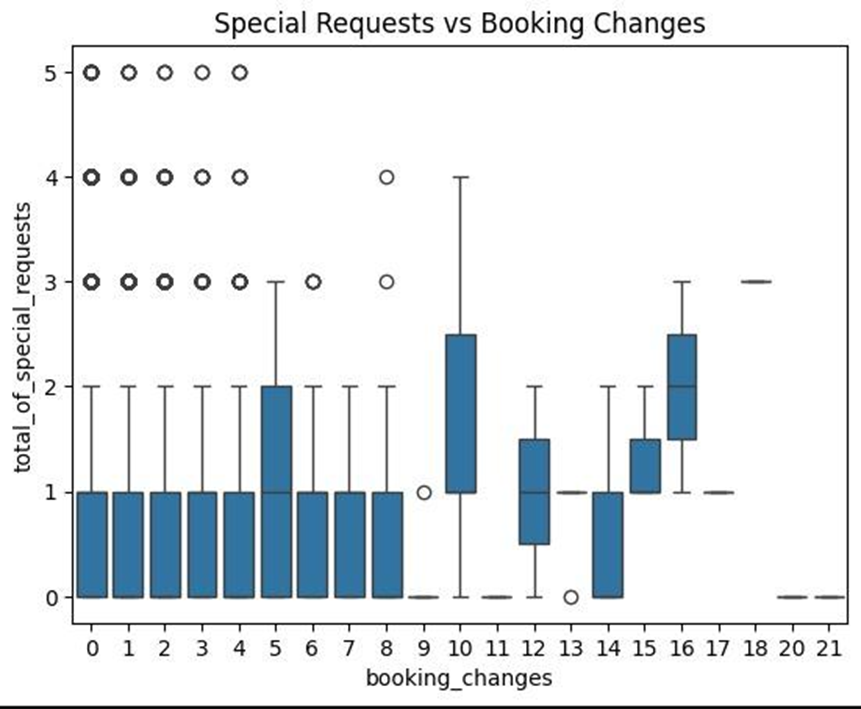 Special Requests vs Booking Changes
total_of_special_requests
5
4
3
2
1
0
0 1 2 3 4 5 6 7 8 9 10 11 12 13 14 15 16 17 18 20 21
booking_changes